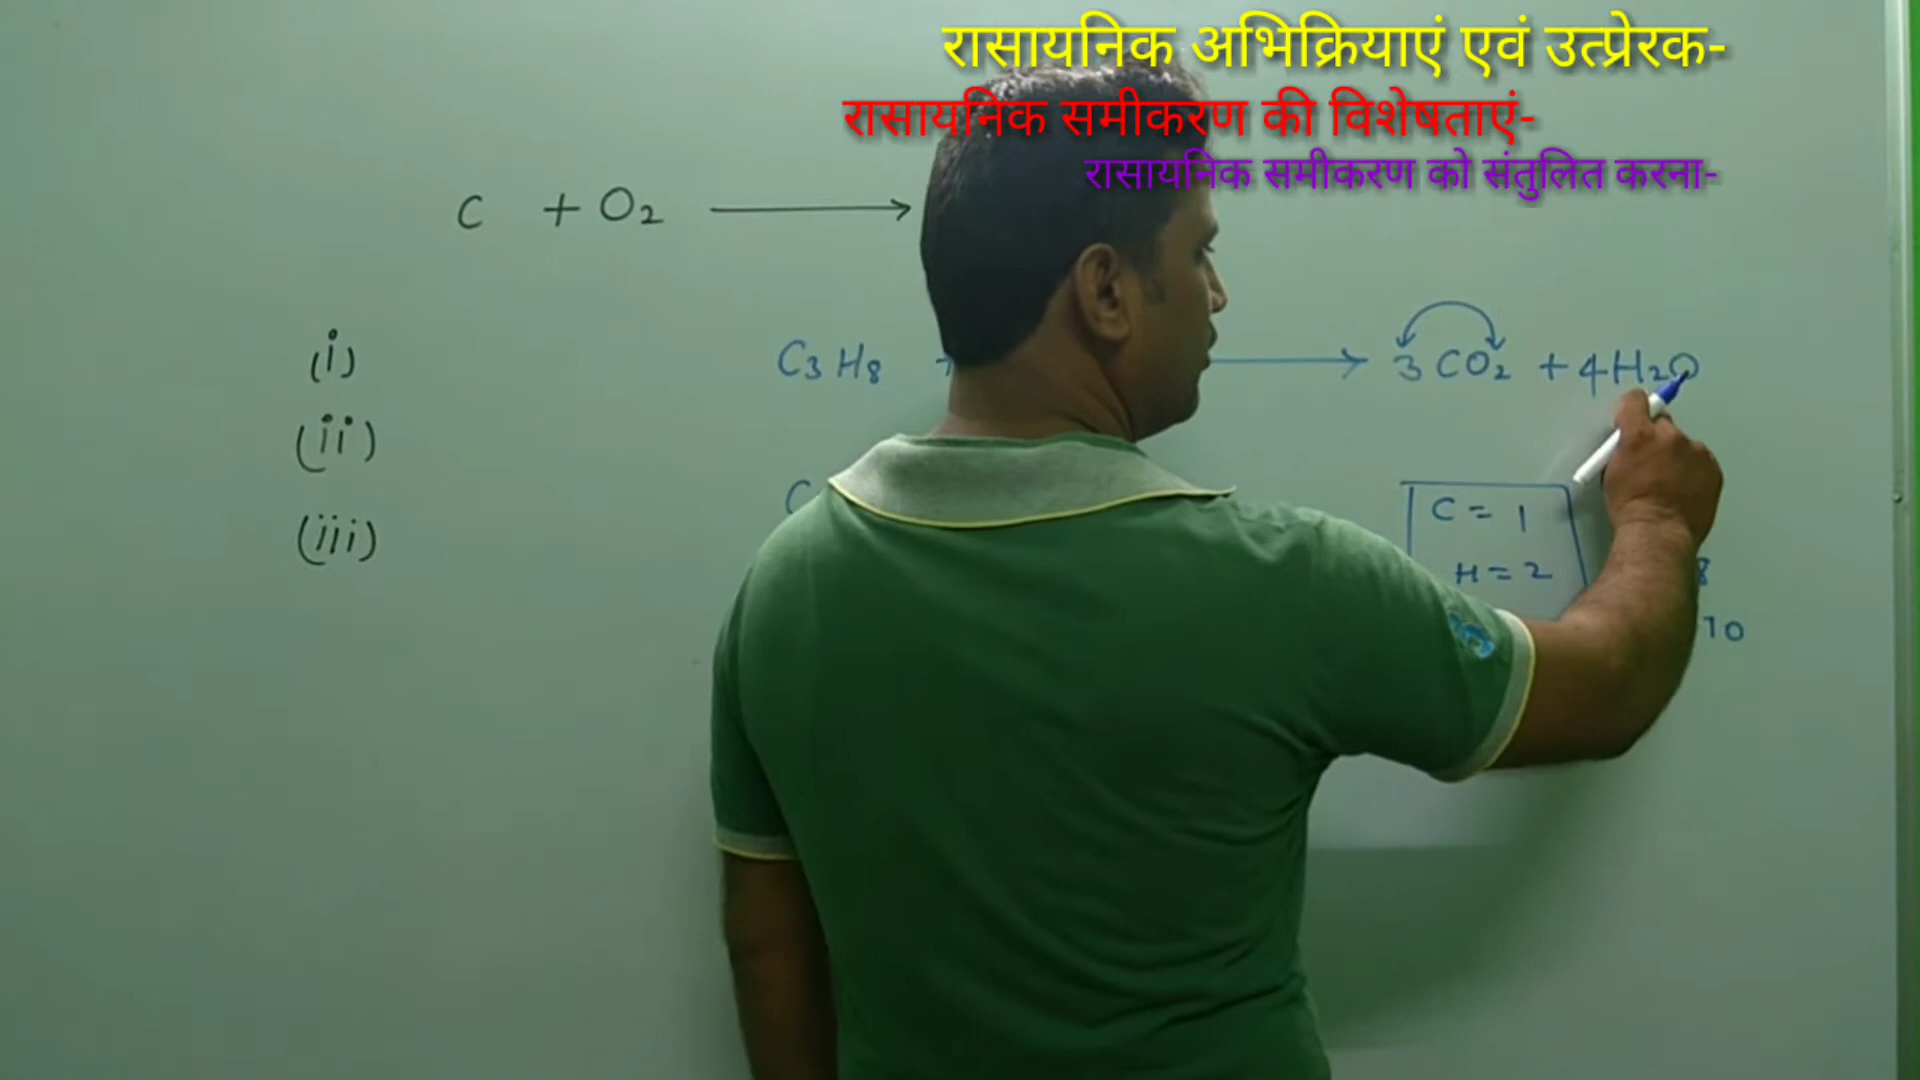 रासायनिक अभिक्रियाएं एवं उत्प्रेरक-
रासायनिक समीकरण की विशेषताएं-
रासायनिक समीकरण को संतुलित करना-
C + O₂ ⟶
(i)
C₃H₈ + ⟶ 3CO₂ + 4H₂O
(ii)
C
C = 1
(iii)
H = 2
8
10